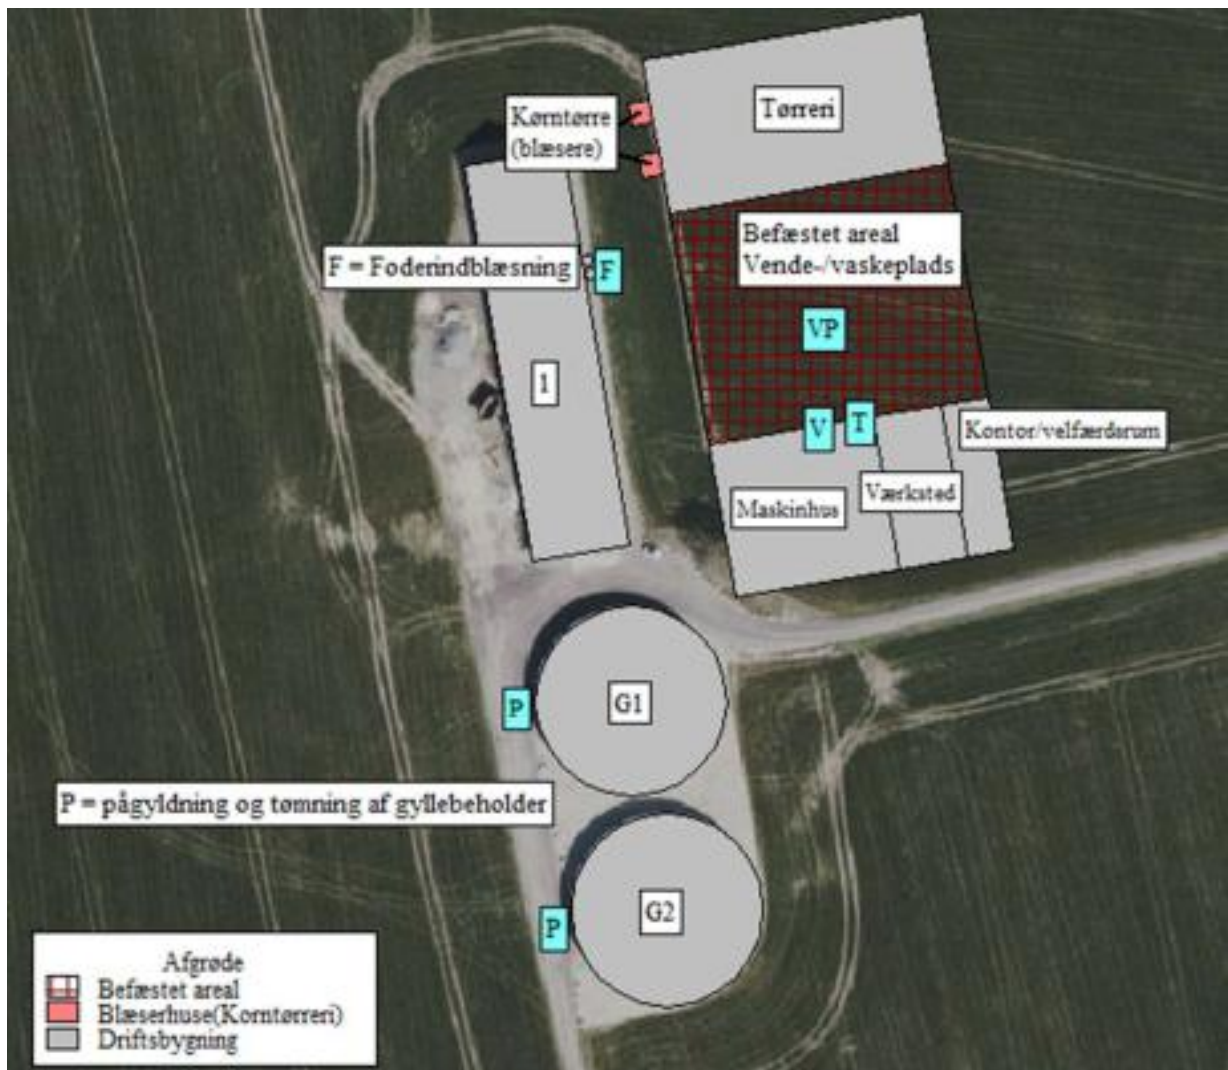 Tørreri
Korntørre
(blæsere)
Befæstet areal
Vende-/vaskeplads
F = Foderindblæsning
F
VP
1
V
T
Kontor/velfærdsrum
Værksted
Maskinhus
G1
P
P = pågyldning og tømning af gyllebeholder
G2
P
Afgrøde
Befæstet areal
Blæserhuse(Korntørreri)
Driftsbygning